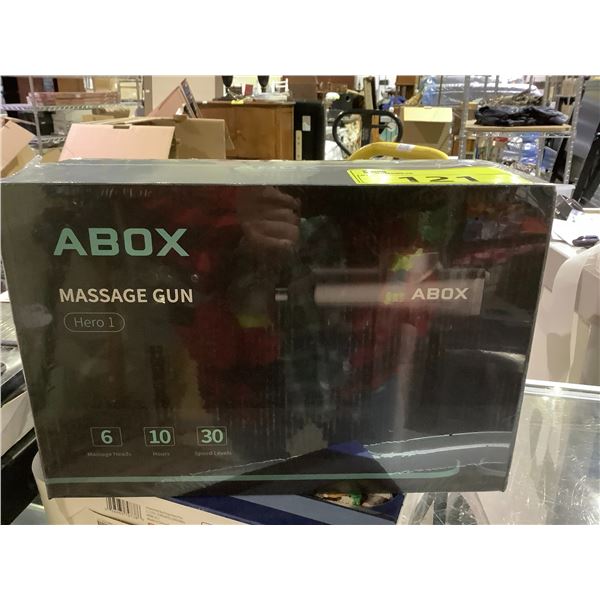 121
ABOX
MASSAGE GUN
Hero 1
ABOX
6 10 30
Massage Heads Hours Speed Levels